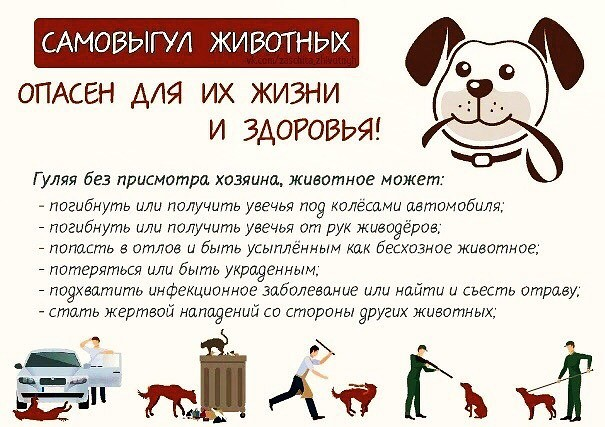 САМОВЫГУЛ ЖИВОТНЫХ
ОПАСЕН ДЛЯ ИХ ЖИЗНИ
И ЗДОРОВЬЯ!
Гуляя без присмотра хозяина, животное может:
- погибнуть или получить увечья под колёсами автомобиля;
- погибнуть или получить увечья от рук живодёров;
- попасть в отлов и быть усыплённым как бесхозное животное;
- потеряться или быть украденным;
- подхватить инфекционное заболевание или найти и съесть отраву;
- стать жертвой нападений со стороны других животных;